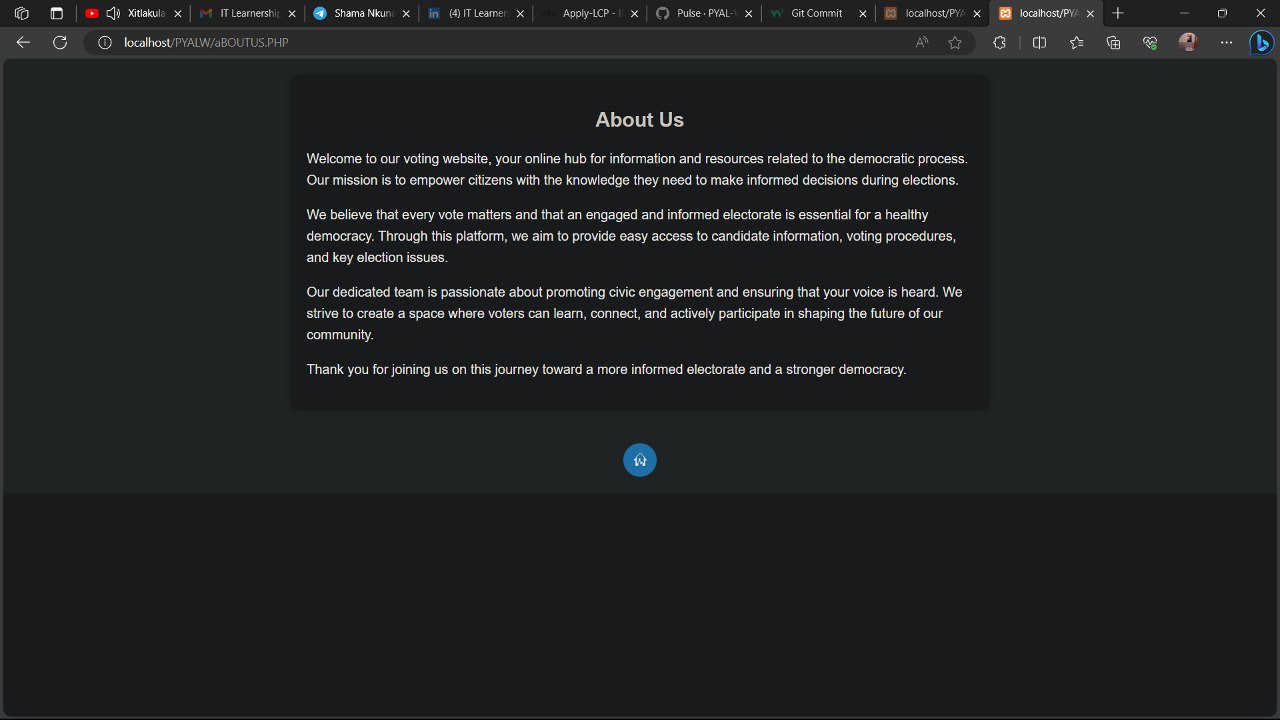 Xitlakula
IT Learnership
Shama Nkuna
(4) IT Learner
Apply-LCP - I
Pulse · PYAL-
Git Commit
localhost/PYA
localhost/PYA
localhost/PYALW/aBOUTUS.PHP
About Us
Welcome to our voting website, your online hub for information and resources related to the democratic process.
Our mission is to empower citizens with the knowledge they need to make informed decisions during elections.
We believe that every vote matters and that an engaged and informed electorate is essential for a healthy
democracy. Through this platform, we aim to provide easy access to candidate information, voting procedures,
and key election issues.
Our dedicated team is passionate about promoting civic engagement and ensuring that your voice is heard. We
strive to create a space where voters can learn, connect, and actively participate in shaping the future of our
community.
Thank you for joining us on this journey toward a more informed electorate and a stronger democracy.